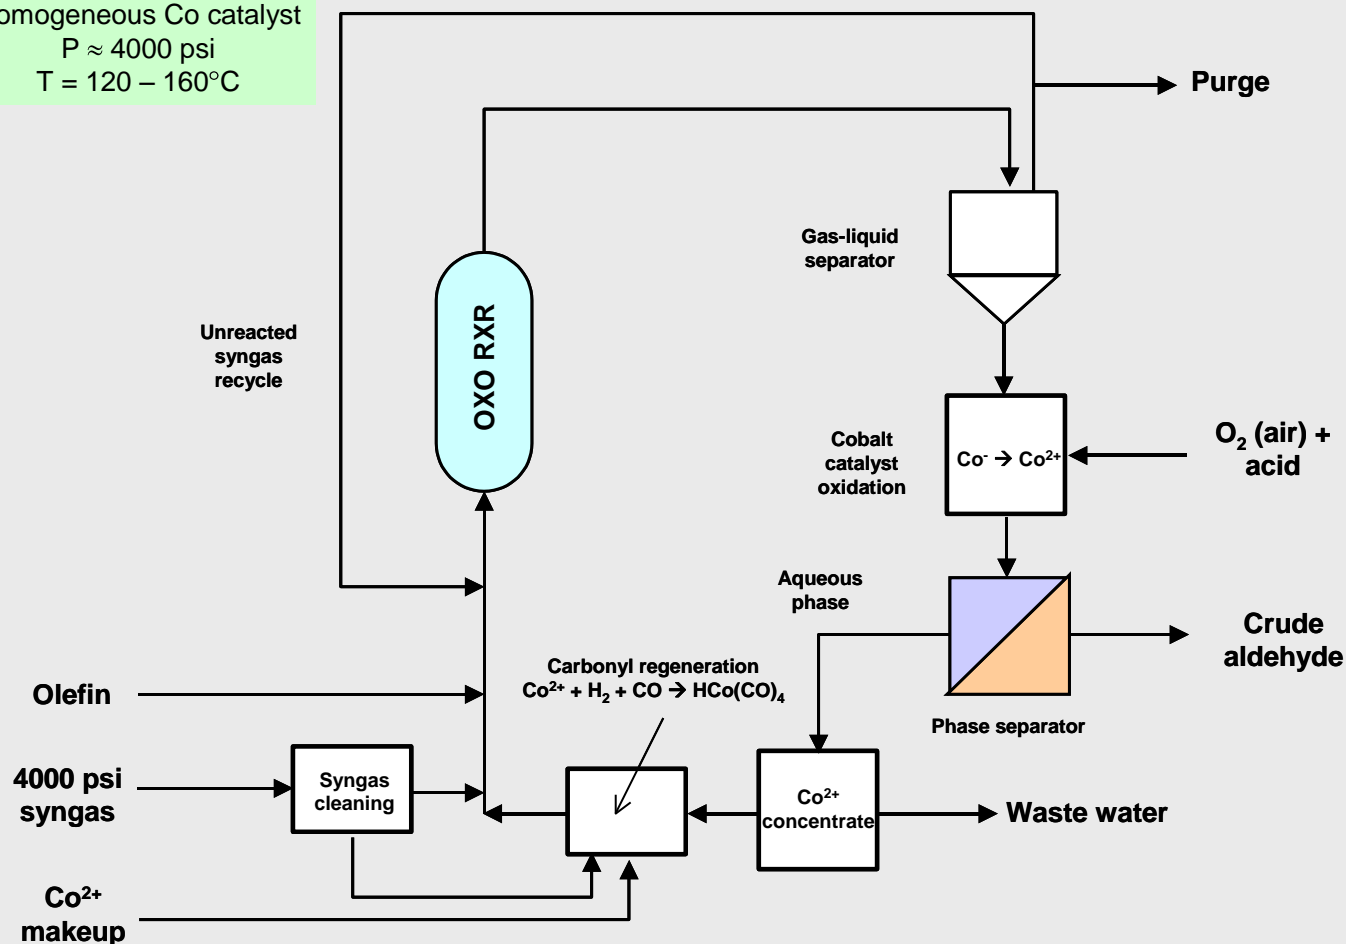 omogeneous Co catalyst
P ≈ 4000 psi
T = 120 – 160°C
Purge
Gas-liquid
separator
Unreacted
syngas
recycle
OXO RXR
Cobalt
catalyst
oxidation
Co⁻ → Co²⁺
O₂ (air) +
acid
Aqueous
phase
Crude
aldehyde
Phase separator
Carbonyl regeneration
Co²⁺ + H₂ + CO → HCo(CO)₄
Olefin
4000 psi
syngas
Syngas
cleaning
Co²⁺
concentrate
Waste water
Co²⁺
makeup